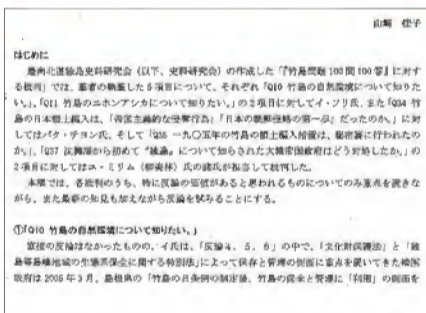 山﨑 佳子
はじめに
慶尚北道独島史料研究会(以下、史料研究会)の作成した「『竹島問題100問100答』に対す
る批判」では、筆者の執筆した5項目について、それぞれ「Q10 竹島の自然環境について知りた
い。」、「Q11 竹島のニホンアシカについて知りたい。」の2項目に対してイ・ソリ氏、また「Q34 竹
島の日本領土編入は、「帝国主義的な侵奪行為」「日本の朝鮮侵略の第一歩」だったのか。」に対
してはパク・チヨン氏、そして「Q35 一九〇五年の竹島の領土編入措置は、秘密裏に行われたの
か。」、「Q37 沈興澤から初めて「独島」について知らされた大韓帝国政府はどう対処したか。」の
2項目に対してはユ・ミリム(柳美林)氏の諸氏が担当して批判した。
本項では、各批判のうち、特に反論の価値があると思われるものについてのみ重点を置きな
がら、また最新の知見も加えながら反論を試みることにする。
①「Q10 竹島の自然環境について知りたい。」
直接の反論はなかったものの、イ氏は、「反論4、5、6」の中で、「文化財保護法」と「独
島等島嶼地域の生態系保全に関する特別法」によって保存と管理の側面に重点を置いてきた韓国
政府は2005年3月、島根県の「竹島の日条例の制定後、竹島の保全と管理に「利用」の側面を